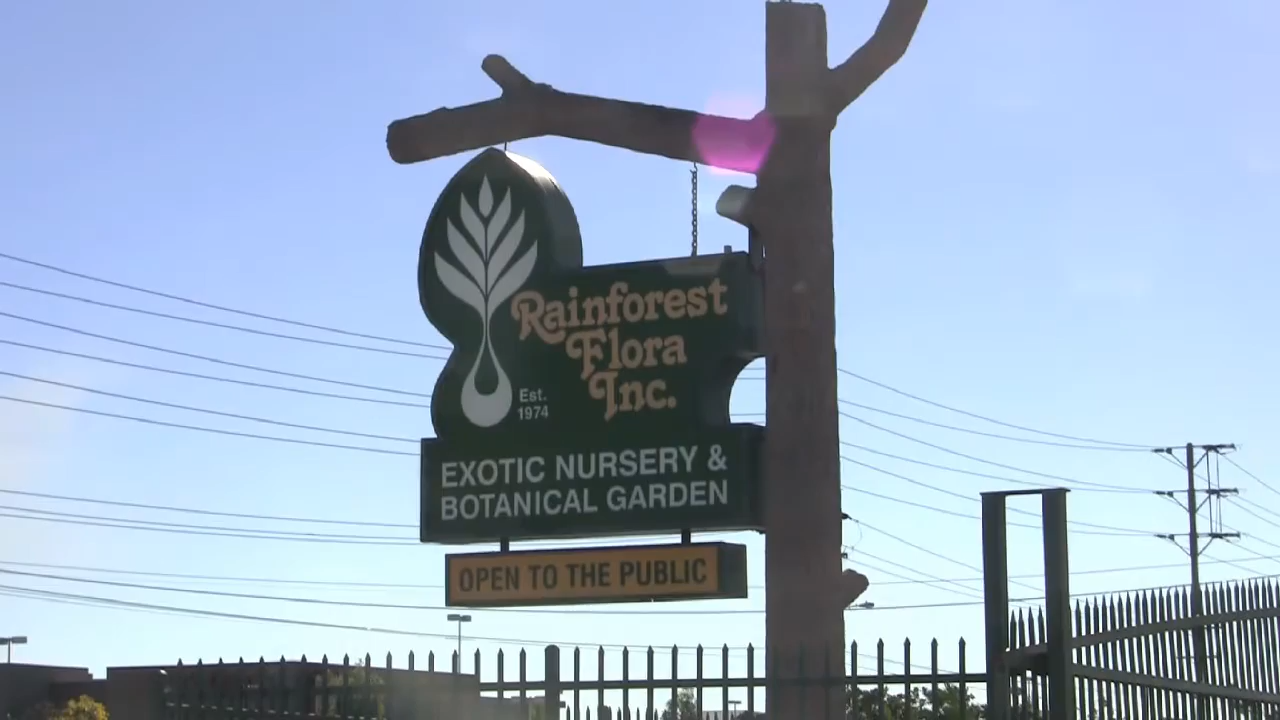 Rainforest
Flora
Inc.
Est.
1974
EXOTIC NURSERY &
BOTANICAL GARDEN
OPEN TO THE PUBLIC